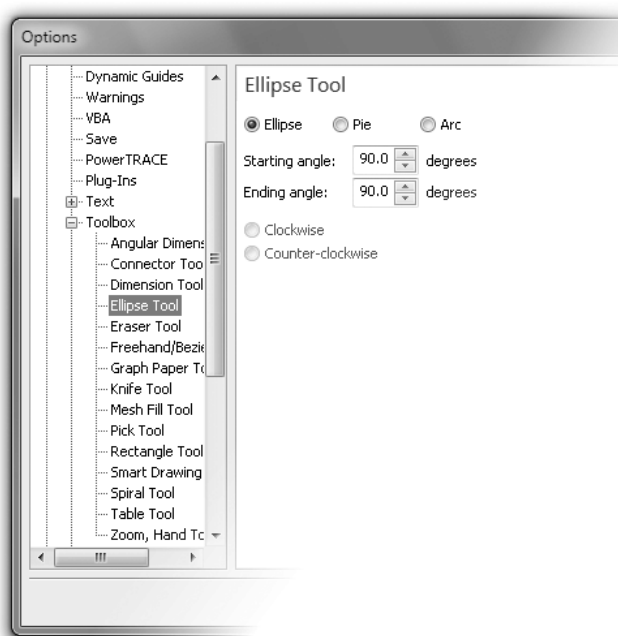 Options
Dynamic Guides
Warnings
VBA
Save
PowerTRACE
Plug-Ins
Text
Toolbox
Angular Dimens
Connector Too
Dimension Tool
Ellipse Tool
Eraser Tool
Freehand/Bezie
Graph Paper To
Knife Tool
Mesh Fill Tool
Pick Tool
Rectangle Tool
Smart Drawing
Spiral Tool
Table Tool
Zoom, Hand To
Ellipse Tool
Ellipse Pie Arc
Starting angle: 90.0 degrees
Ending angle: 90.0 degrees
Clockwise
Counter-clockwise